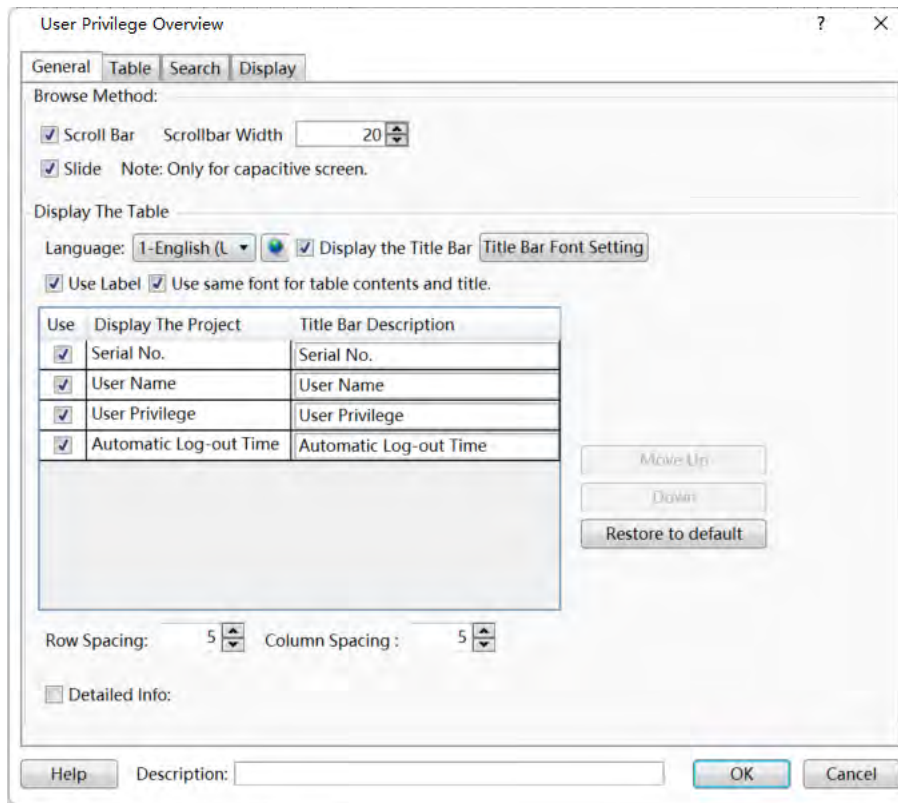 User Privilege Overview ?
General Table Search Display
Browse Method:
Scroll Bar Scrollbar Width 20
Slide Note: Only for capacitive screen.
Display The Table
Language: 1-English (L Display the Title Bar Title Bar Font Setting
Use Label Use same font for table contents and title.
Use Display The Project Title Bar Description
Serial No. Serial No.
User Name User Name
User Privilege User Privilege
Automatic Log-out Time Automatic Log-out Time
Move Up
Down
Restore to default
Row Spacing: 5 Column Spacing : 5
Detailed Info:
Help Description: OK Cancel